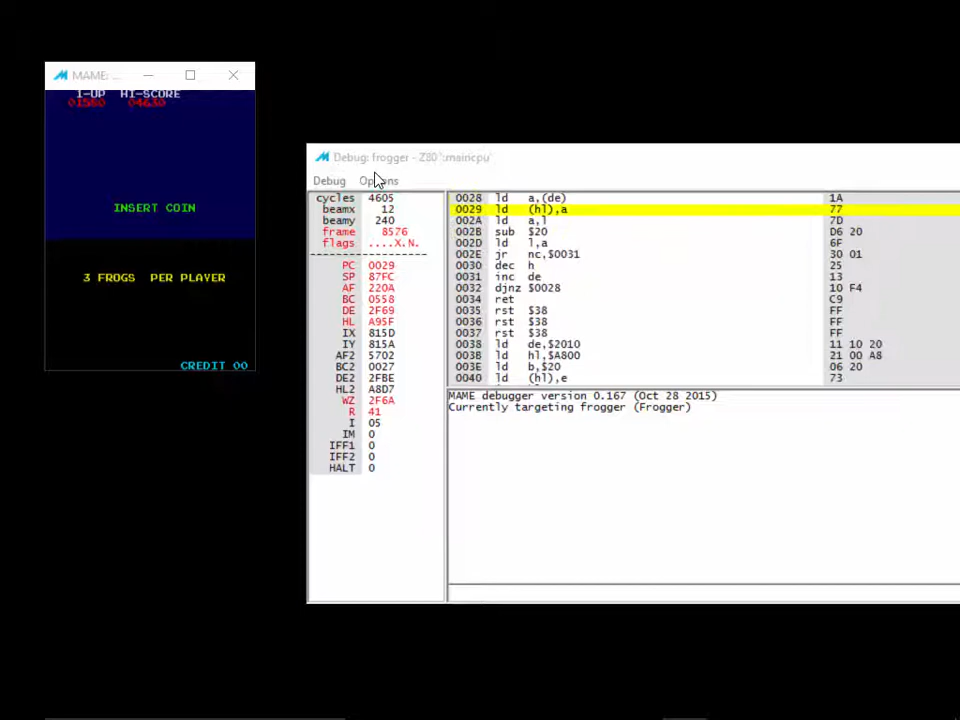 MAME: ...
1-UP HI-SCORE
01580 04630
INSERT COIN
3 FROGS PER PLAYER
CREDIT 00
Debug: frogger - Z80 ':maincpu'
Debug Options
cycles 4605
beamx 12
beamy 240
frame 8576
flags ....X.N.
PC 0029
SP 87FC
AF 220A
BC 0558
DE 2F69
HL A95F
IX 815D
IY 815A
AF2 5702
BC2 0027
DE2 2FBE
HL2 A8D7
WZ 2F6A
R 41
I 05
IM 0
IFF1 0
IFF2 0
HALT 0
0028 ld a,(de) 1A
0029 ld (hl),a 77
002A ld a,l 7D
002B sub $20 D6 20
002D ld l,a 6F
002E jr nc,$0031 30 01
0030 dec h 25
0031 inc de 13
0032 djnz $0028 10 F4
0034 ret C9
0035 rst $38 FF
0036 rst $38 FF
0037 rst $38 FF
0038 ld de,$2010 11 10 20
003B ld hl,$A800 21 00 A8
003E ld b,$20 06 20
0040 ld (hl),e 73
MAME debugger version 0.167 (Oct 28 2015)
Currently targeting frogger (Frogger)